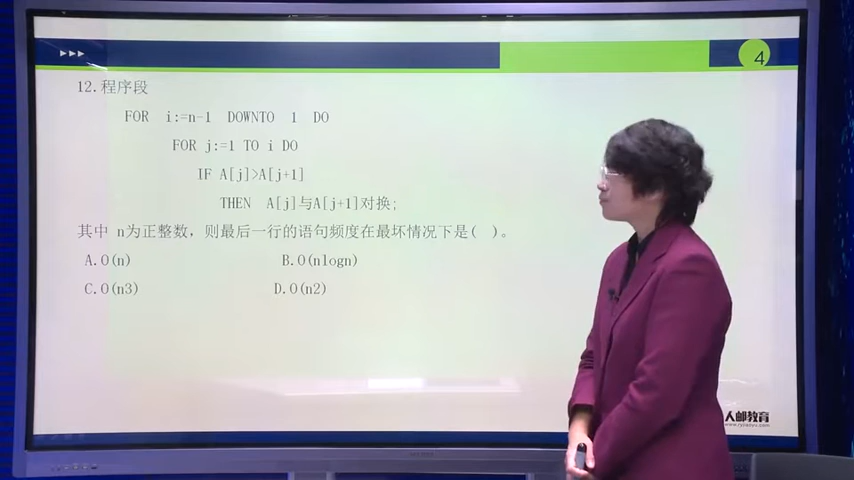 ▶▶▶
4
12.程序段
FOR i:=n-1 DOWNTO 1 DO
FOR j:=1 TO i DO
IF A[j]>A[j+1]
THEN A[j]与A[j+1]对换;
其中 n为正整数，则最后一行的语句频度在最坏情况下是( )。
A.O(n) B.O(nlogn)
C.O(n3) D.O(n2)
人邮教育